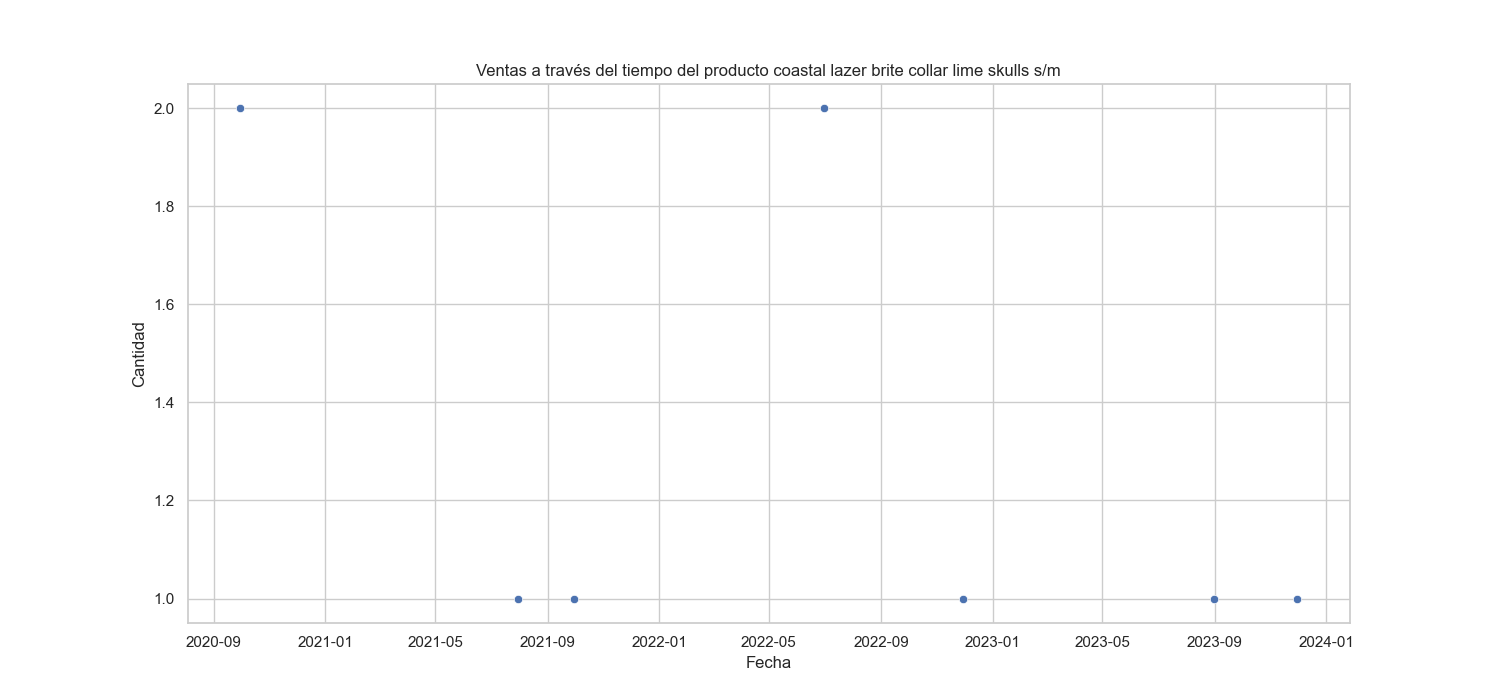 Ventas a través del tiempo del producto coastal lazer brite collar lime skulls s/m
2.0
1.8
1.6
1.4
1.2
1.0
Cantidad
2020-09 2021-01 2021-05 2021-09 2022-01 2022-05 2022-09 2023-01 2023-05 2023-09 2024-01
Fecha